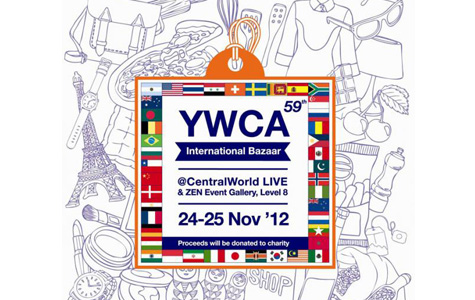 59th
YWCA
International Bazaar
@CentralWorld LIVE
& ZEN Event Gallery, Level 8
24-25 Nov '12
Proceeds will be donated to charity
SHOP